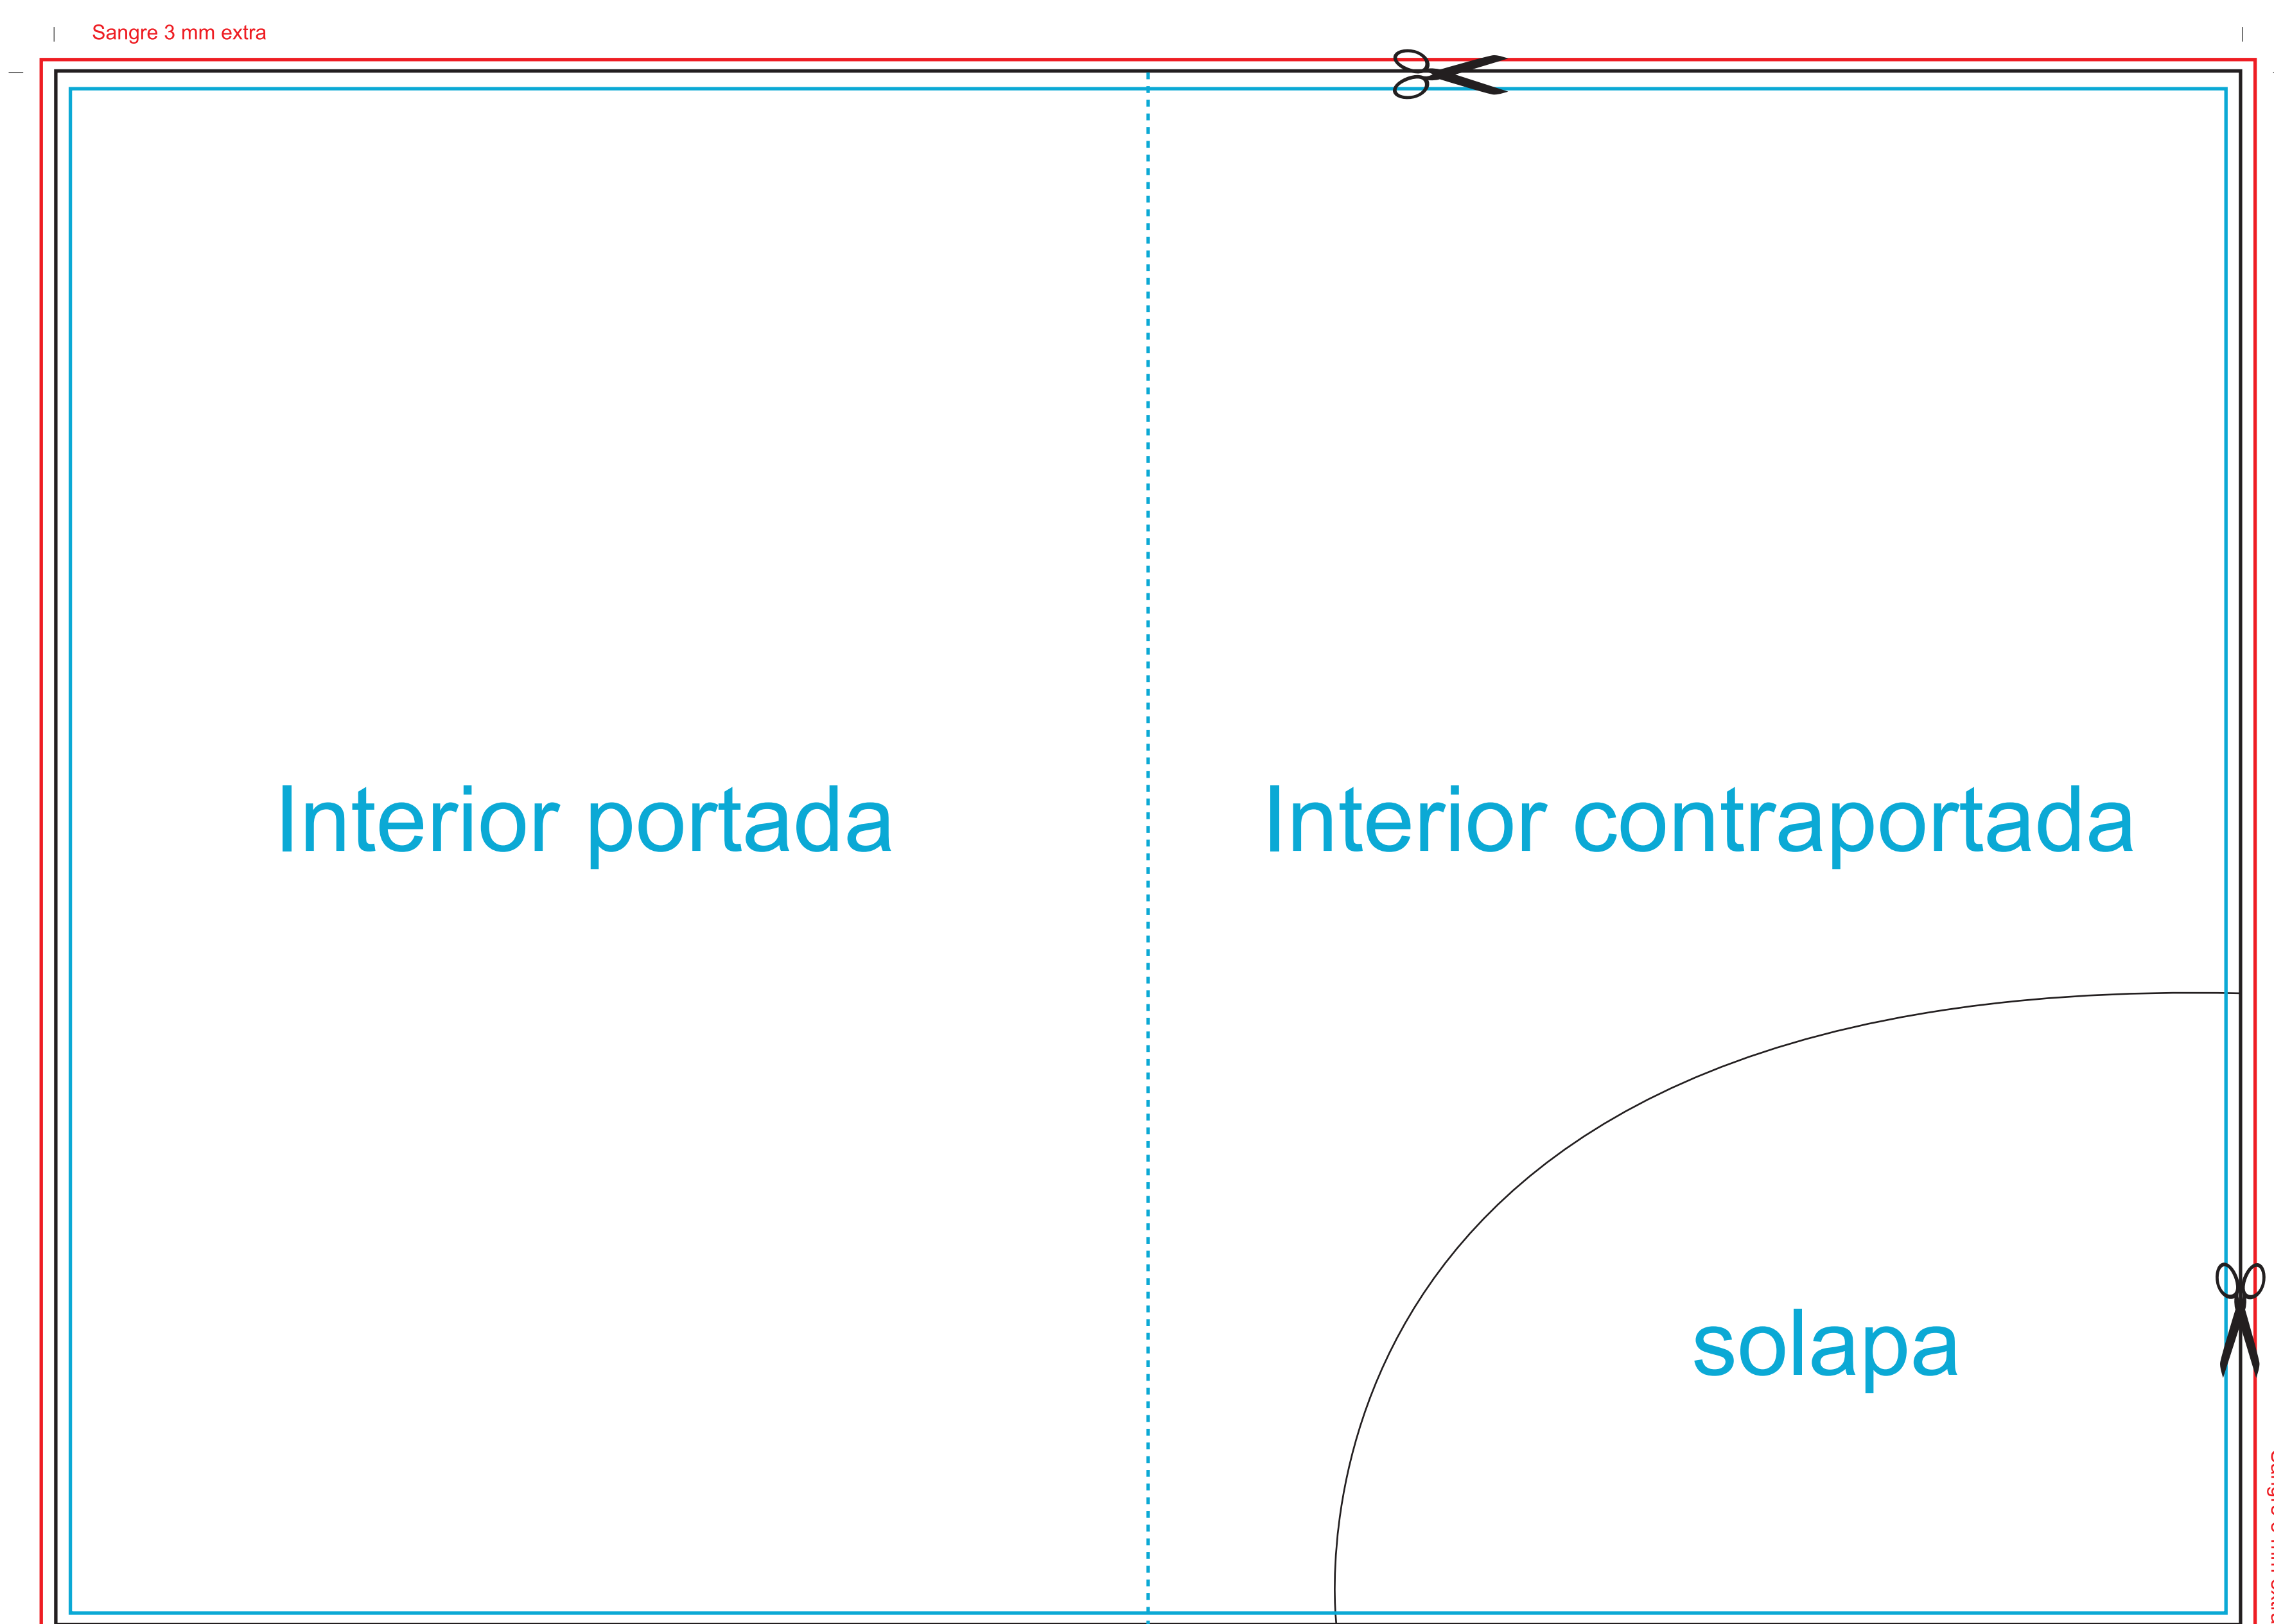 Sangre 3 mm extra
Interior portada
Interior contraportada
solapa